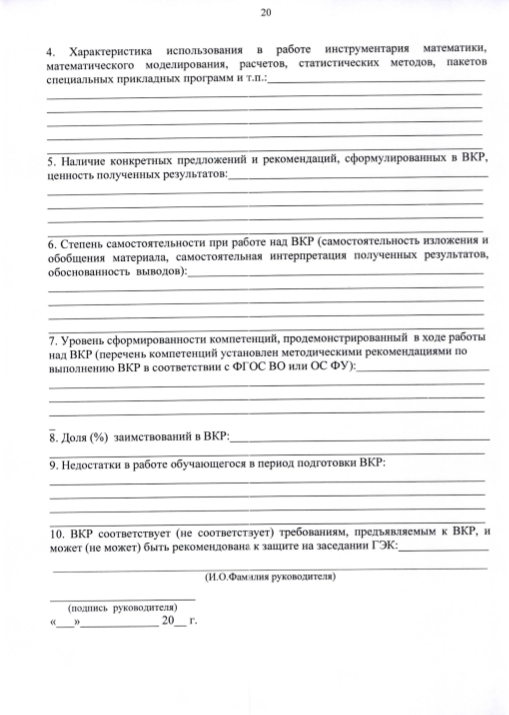 20
4. Характеристика использования в работе инструментария математики,
математического моделирования, расчетов, статистических методов, пакетов
специальных прикладных программ и т.п.:
5. Наличие конкретных предложений и рекомендаций, сформулированных в ВКР,
ценность полученных результатов:
6. Степень самостоятельности при работе над ВКР (самостоятельность изложения и
обобщения материала, самостоятельная интерпретация полученных результатов,
обоснованность выводов):
7. Уровень сформированности компетенций, продемонстрированный в ходе работы
над ВКР (перечень компетенций установлен методическими рекомендациями по
выполнению ВКР в соответствии с ФГОС ВО или ОС ФУ):
8. Доля (%) заимствований в ВКР:
9. Недостатки в работе обучающегося в период подготовки ВКР:
10. ВКР соответствует (не соответствует) требованиям, предъявляемым к ВКР, и
может (не может) быть рекомендована к защите на заседании ГЭК:
(И.О.Фамилия руководителя)
(подпись руководителя)
«___»______________ 20__ г.